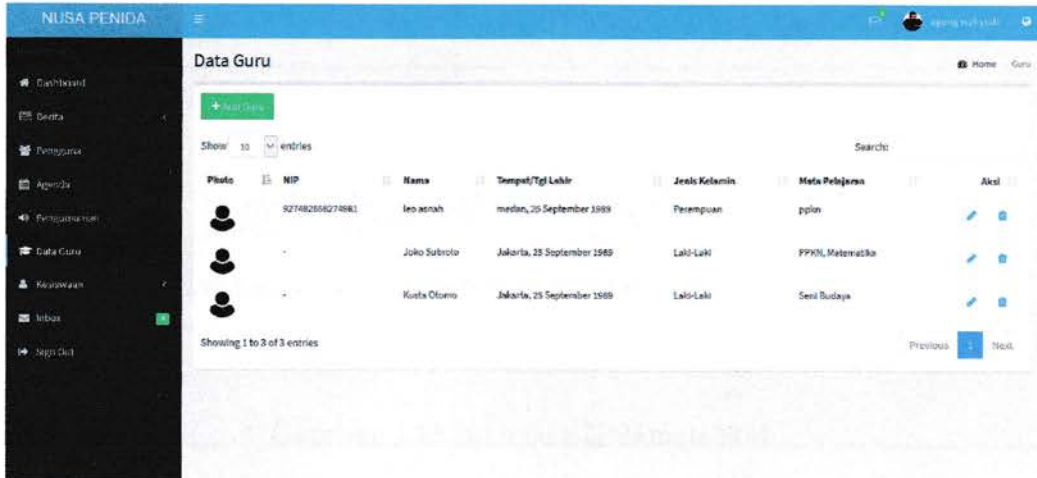 NUSA PENIDA
Data Guru
Home Guru
Dashboard
Berita
Pengguna
Agenda
Pengumuman
Data Guru
Kesiswaan
Inbox
Sign Out
+ Add Guru
Show 10 entries
Search:
Photo NIP Nama Tempat/Tgl Lahir Jenis Kelamin Mata Pelajaran Aksi
leo asnah medan, 25 September 1989 Perempuan ppkn
- Joko Subroto Jakarta, 25 September 1989 Laki-Laki PPKN, Matematika
- Kusta Otomo Jakarta, 25 September 1989 Laki-Laki Seni Budaya
Showing 1 to 3 of 3 entries
Previous 1 Next